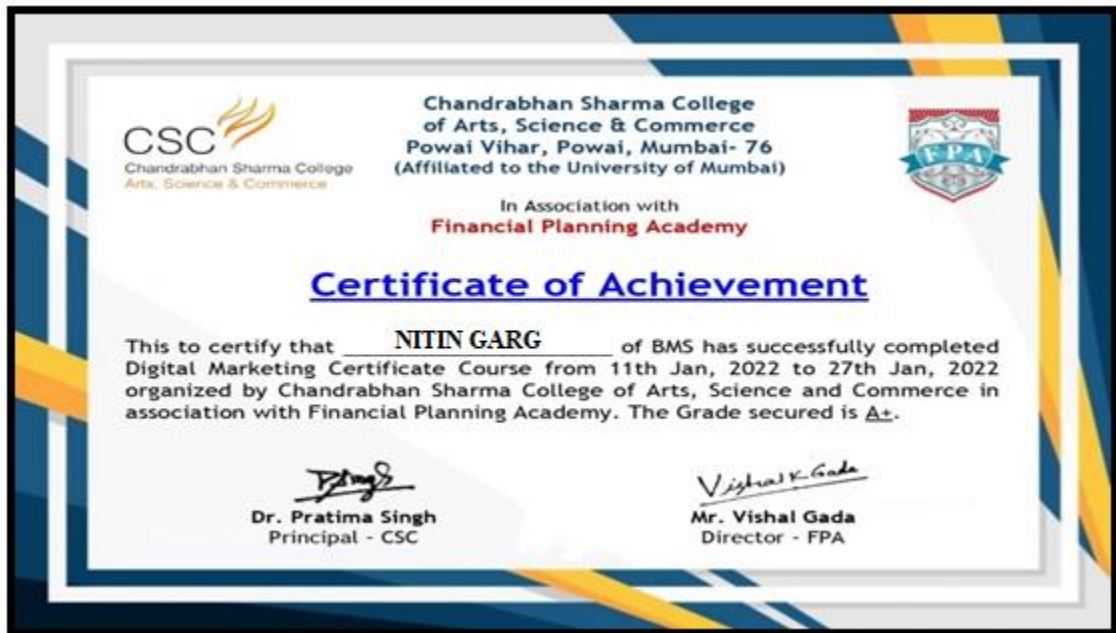 CSC
Chandrabhan Sharma College
Arts, Science & Commerce
Chandrabhan Sharma College
of Arts, Science & Commerce
Powai Vihar, Powai, Mumbai- 76
(Affiliated to the University of Mumbai)
FPA
In Association with
Financial Planning Academy
Certificate of Achievement
This to certify that NITIN GARG of BMS has successfully completed
Digital Marketing Certificate Course from 11th Jan, 2022 to 27th Jan, 2022
organized by Chandrabhan Sharma College of Arts, Science and Commerce in
association with Financial Planning Academy. The Grade secured is A+.
Vishal K Gada
Dr. Pratima Singh
Principal - CSC
Mr. Vishal Gada
Director - FPA